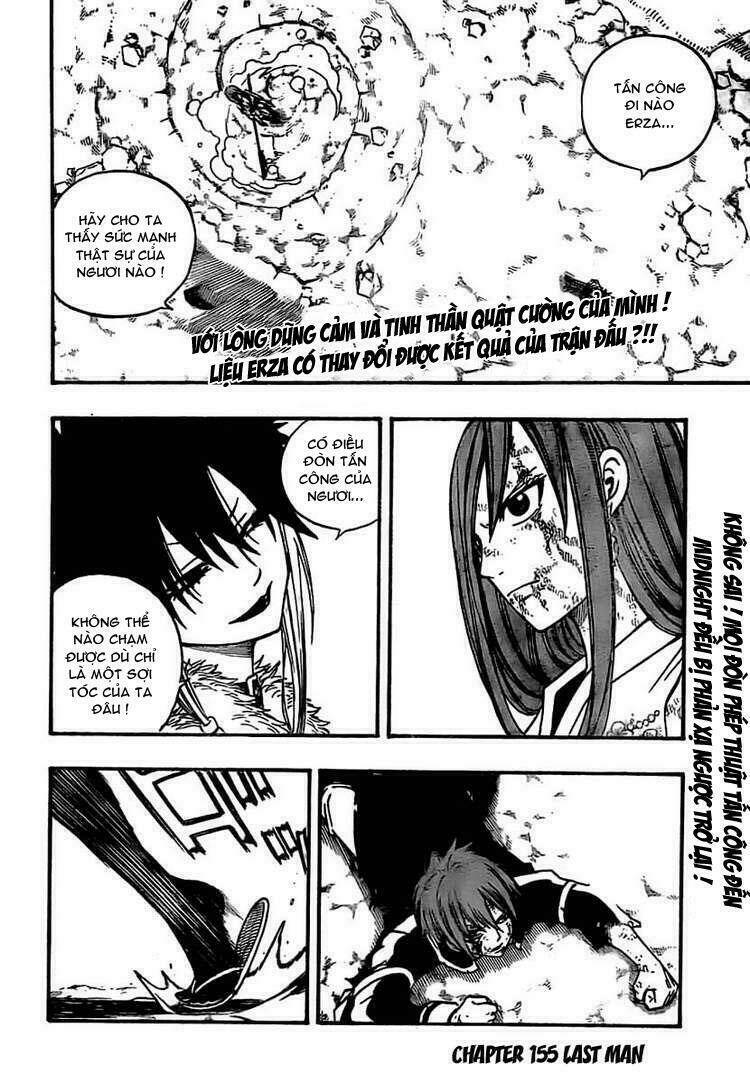 TẤN CÔNG
ĐI NÀO
ERZA...
HÃY CHO TA
THẤY SỨC MẠNH
THẬT SỰ CỦA
NGƯƠI NÀO !
VỚI LÒNG DŨNG CẢM VÀ TINH THẦN QUẬT CƯỜNG CỦA MÌNH !
LIỆU ERZA CÓ THAY ĐỔI ĐƯỢC KẾT QUẢ CỦA TRẬN ĐẤU ?!!
CÓ ĐIỀU
ĐÒN TẤN
CÔNG CỦA
NGƯƠI...
KHÔNG THỂ
NÀO CHẠM
ĐƯỢC DÙ CHỈ
LÀ MỘT SỢI
TÓC CỦA TA
ĐÂU !
KHÔNG SAI ! MỌI ĐÒN PHÉP THUẬT TẤN CÔNG ĐẾN
MIDNIGHT ĐỀU BỊ PHẢN XẠ NGƯỢC TRỞ LẠI !
CHAPTER 155 LAST MAN